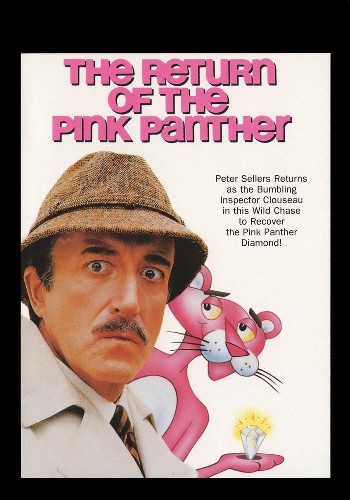 THE RETURN
OF THE
PINK PANTHER
Peter Sellers Returns
as the Bumbling
Inspector Clouseau
in this Wild Chase
to Recover
the Pink Panther
Diamond!